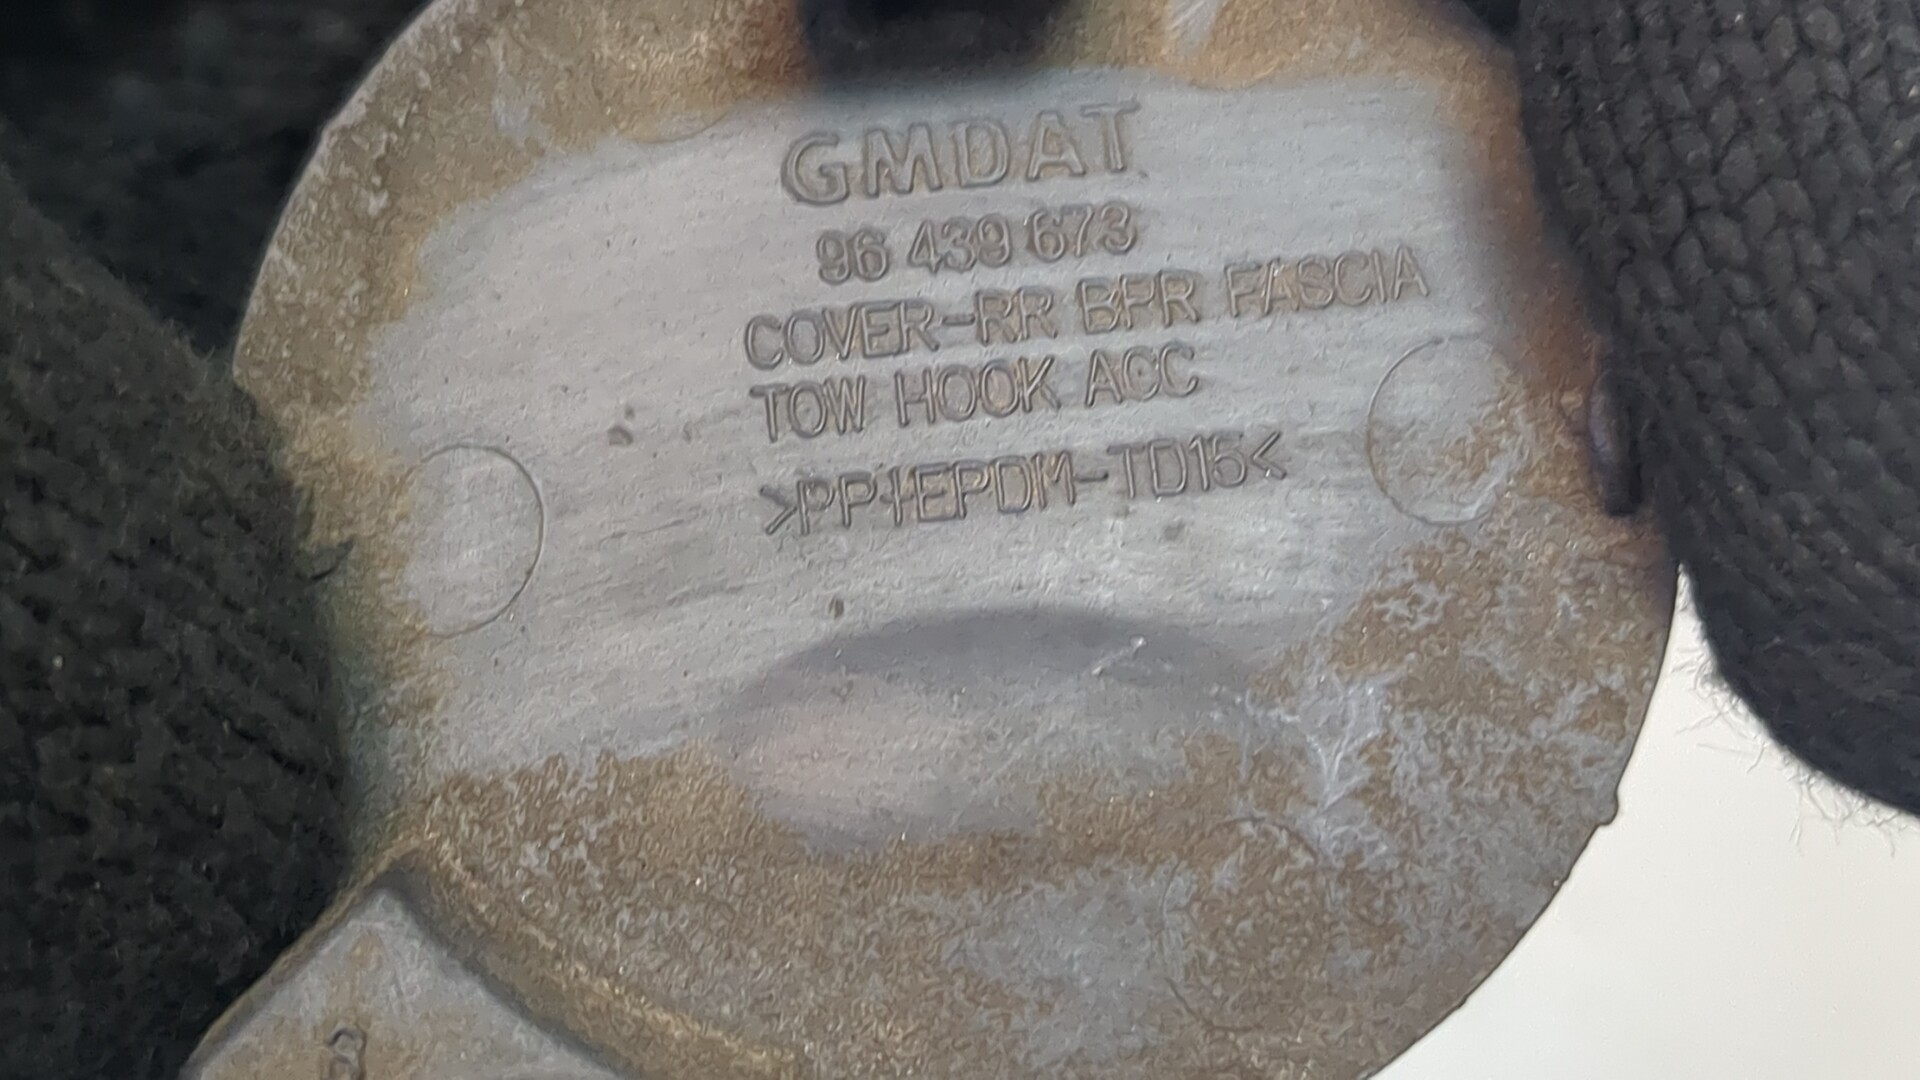 GMDAT
96 439 673
COVER-RR BPR FASCIA
TOW HOOK ACC
>PP+EPDM-TD15<